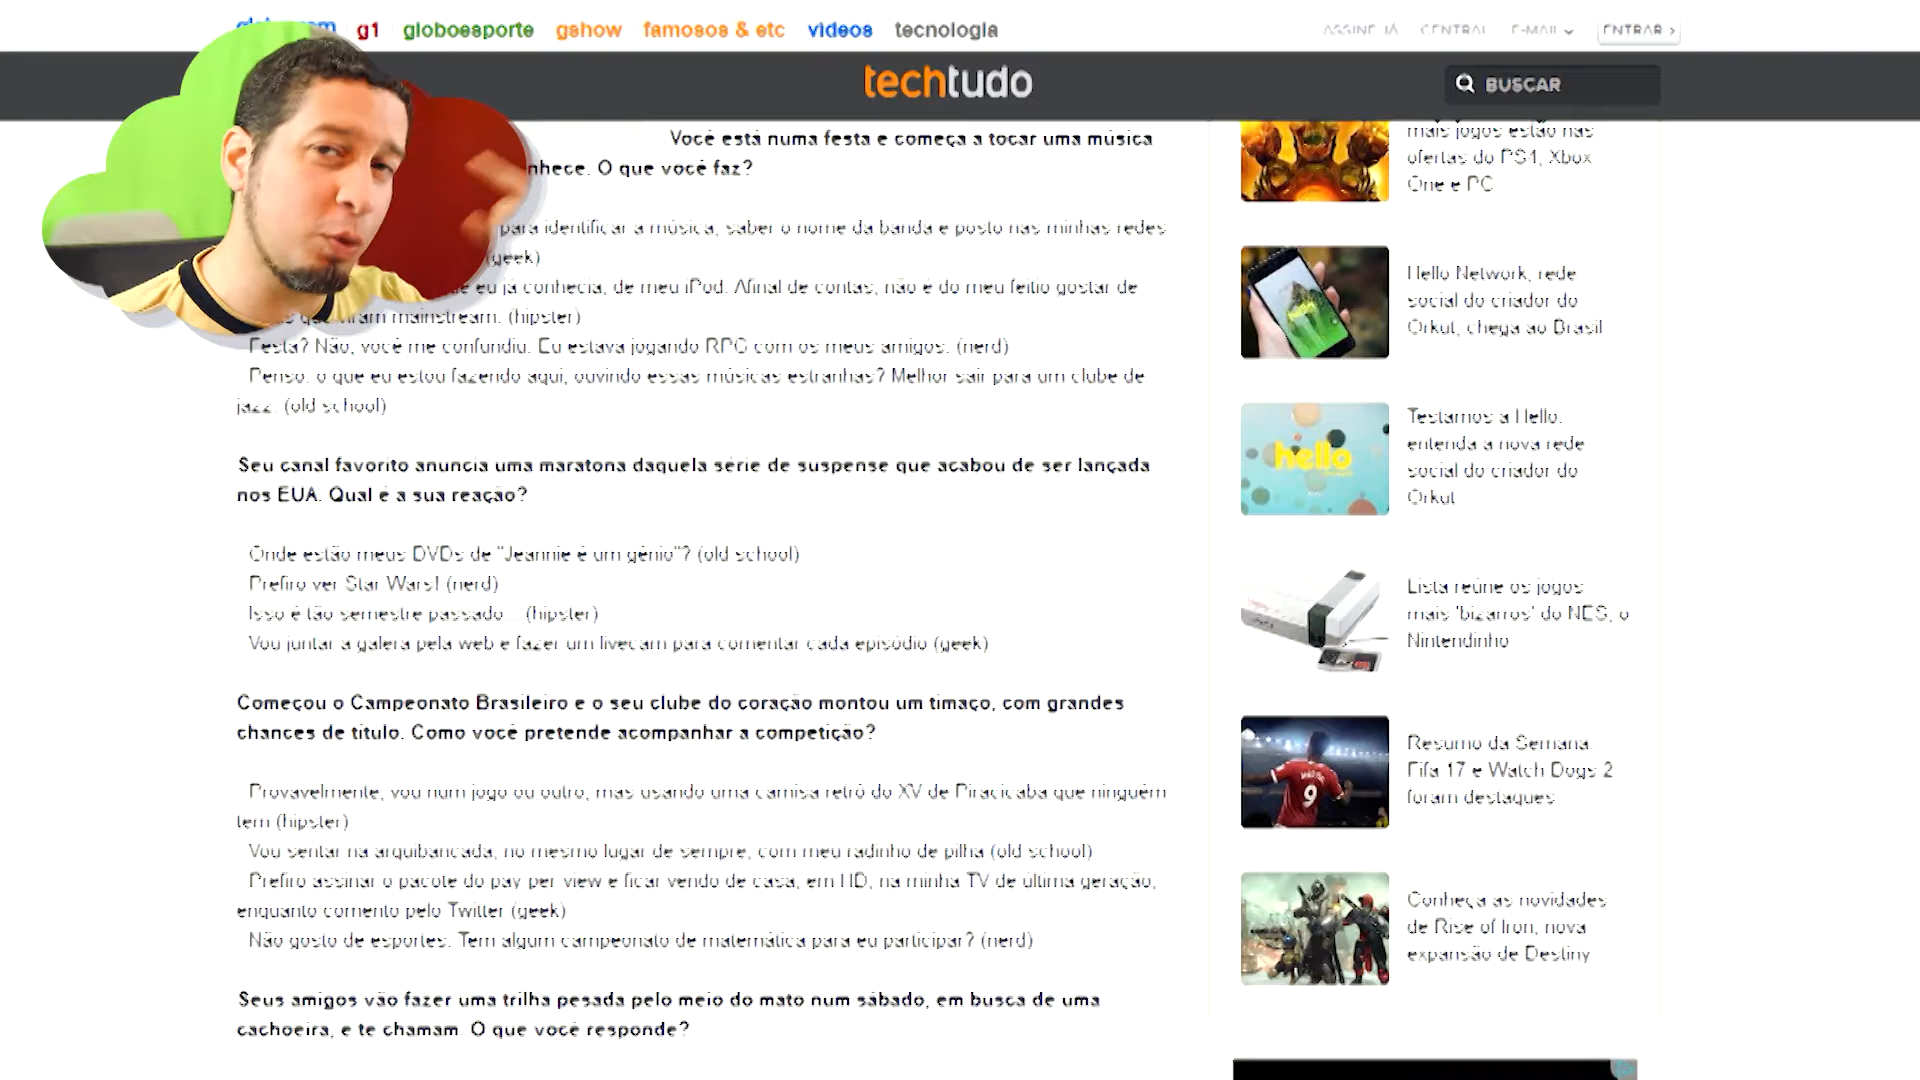 g1 globoesporte gshow famosos & etc vídeos tecnologia
ASSINE JÁ CENTRAL E-MAIL ENTRAR
techtudo
BUSCAR
Você está numa festa e começa a tocar uma música
nhece. O que você faz?
para identificar a música, saber o nome da banda e posto nas minhas redes
(geek)
eu já conhecia, de meu iPod. Afinal de contas, não é do meu feitio gostar de
que viram mainstream. (hipster)
Festa? Não, você me confundiu. Eu estava jogando RPG com os meus amigos. (nerd)
Penso: o que eu estou fazendo aqui, ouvindo essas músicas estranhas? Melhor sair para um clube de
jazz. (old school)
Seu canal favorito anuncia uma maratona daquela série de suspense que acabou de ser lançada
nos EUA. Qual é a sua reação?
Onde estão meus DVDs de "Jeannie é um gênio"? (old school)
Prefiro ver Star Wars! (nerd)
Isso é tão semestre passado... (hipster)
Vou juntar a galera pela web e fazer um livecam para comentar cada episódio (geek)
Começou o Campeonato Brasileiro e o seu clube do coração montou um timaço, com grandes
chances de título. Como você pretende acompanhar a competição?
Provavelmente, vou num jogo ou outro, mas usando uma camisa retrô do XV de Piracicaba que ninguém
tem (hipster)
Vou sentar na arquibancada, no mesmo lugar de sempre, com meu radinho de pilha (old school)
Prefiro assinar o pacote do pay per view e ficar vendo de casa, em HD, na minha TV de última geração,
enquanto comento pelo Twitter (geek)
Não gosto de esportes. Tem algum campeonato de matemática para eu participar? (nerd)
Seus amigos vão fazer uma trilha pesada pelo meio do mato num sábado, em busca de uma
cachoeira, e te chamam. O que você responde?
mais jogos estão nas
ofertas do PS4, Xbox
One e PC
Hello Network, rede
social do criador do
Orkut, chega ao Brasil
hello
Testamos a Hello:
entenda a nova rede
social do criador do
Orkut
Lista reúne os jogos
mais 'bizarros' do NES, o
Nintendinho
9
Resumo da Semana:
Fifa 17 e Watch Dogs 2
foram destaques
Conheça as novidades
de Rise of Iron, nova
expansão de Destiny